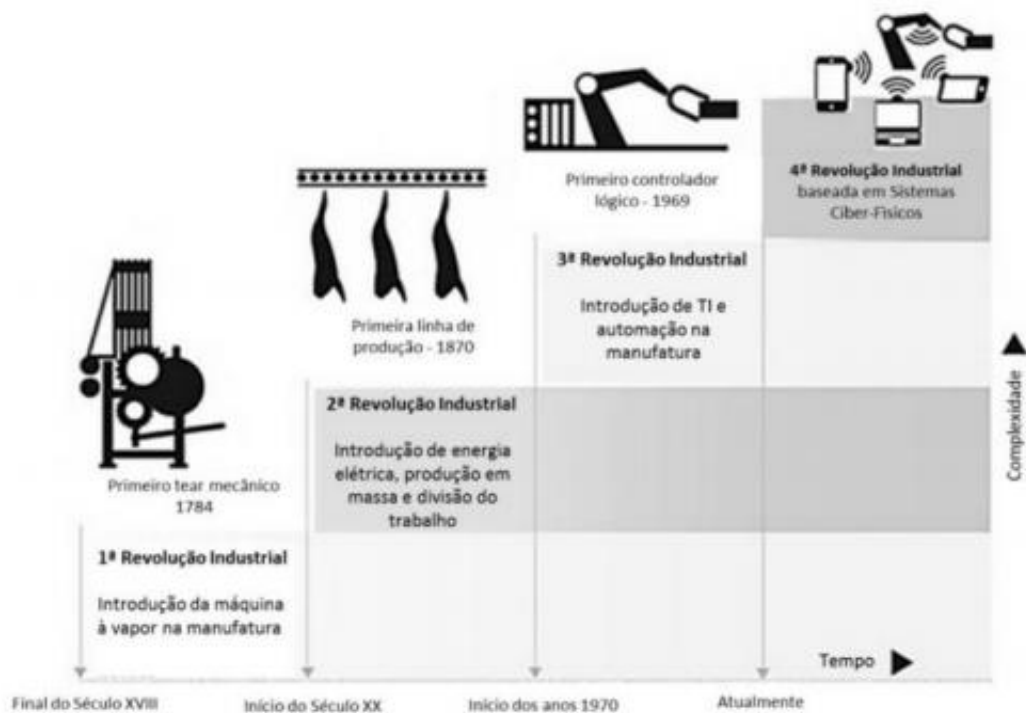 4ª Revolução Industrial
baseada em Sistemas
Ciber-Físicos
Primeiro controlador
lógico - 1969
3ª Revolução Industrial
Introdução de TI e
automação na
manufatura
Primeira linha de
produção - 1870
2ª Revolução Industrial
Introdução de energia
elétrica, produção em
massa e divisão do
trabalho
Primeiro tear mecânico
1784
1ª Revolução Industrial
Introdução da máquina
à vapor na manufatura
Complexidade
Tempo
Final do Século XVIII
Início do Século XX
Início dos anos 1970
Atualmente